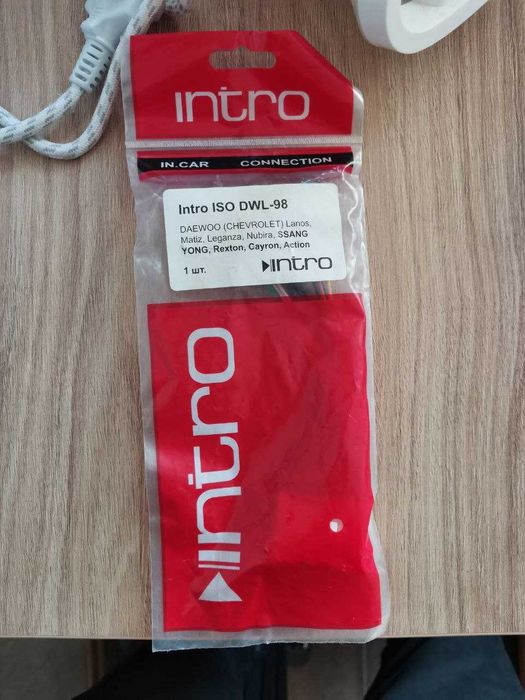 intro
IN.CAR CONNECTION
Intro ISO DWL-98
DAEWOO (CHEVROLET) Lanos,
Matiz, Leganza, Nubira, SSANG
YONG, Rexton, Cayron, Action
1 шт. intro
intro